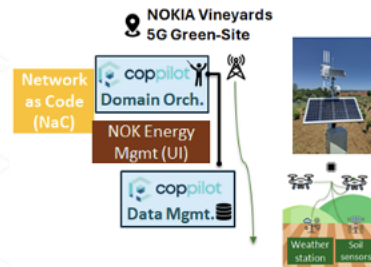 NOKIA Vineyards
5G Green-Site
Network
as Code
(NaC)
coppilot
Domain Orch.
NOK Energy
Mgmt (UI)
coppilot
Data Mgmt.
Weather
station
Soil
sensors